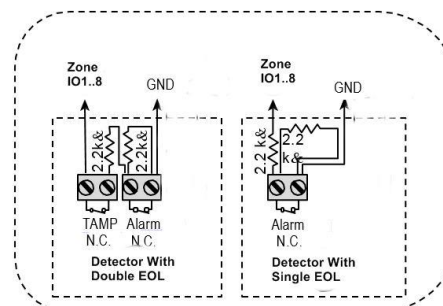 Zone
IO1..8
GND
2.2k&
2.2k&
TAMP
N.C.
Alarm
N.C.
Detector With
Double EOL
Zone
IO1..8
GND
2.2 k&
2.2
k&
Alarm
N.C.
Detector With
Single EOL